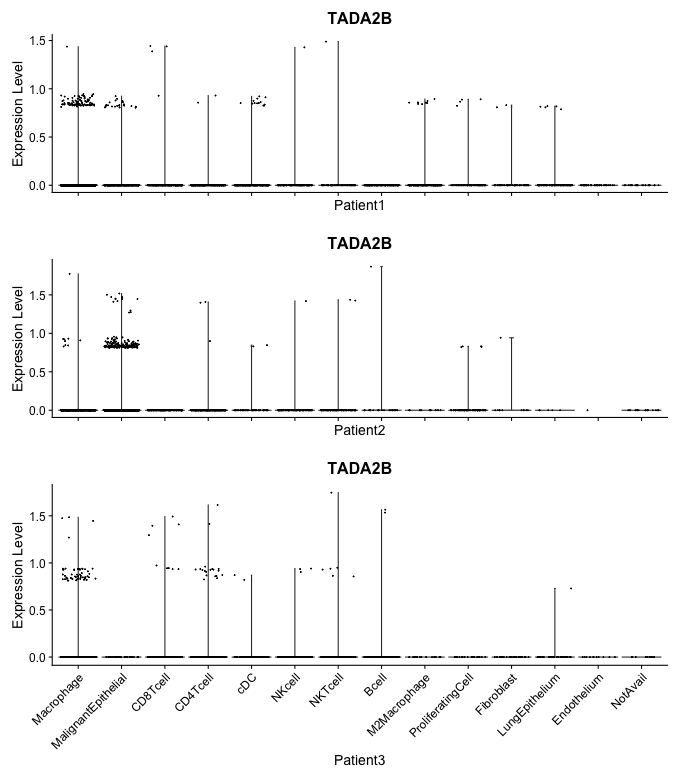 TADA2B
Expression Level
1.5
1.0
0.5
0.0
Patient1
TADA2B
Expression Level
1.5
1.0
0.5
0.0
Patient2
TADA2B
Expression Level
1.5
1.0
0.5
0.0
Macrophage
MalignantEpithelial
CD8Tcell
CD4Tcell
cDC
NKcell
NKTcell
Bcell
M2Macrophage
ProliferatingCell
Fibroblast
LungEpithelium
Endothelium
NotAvail
Patient3